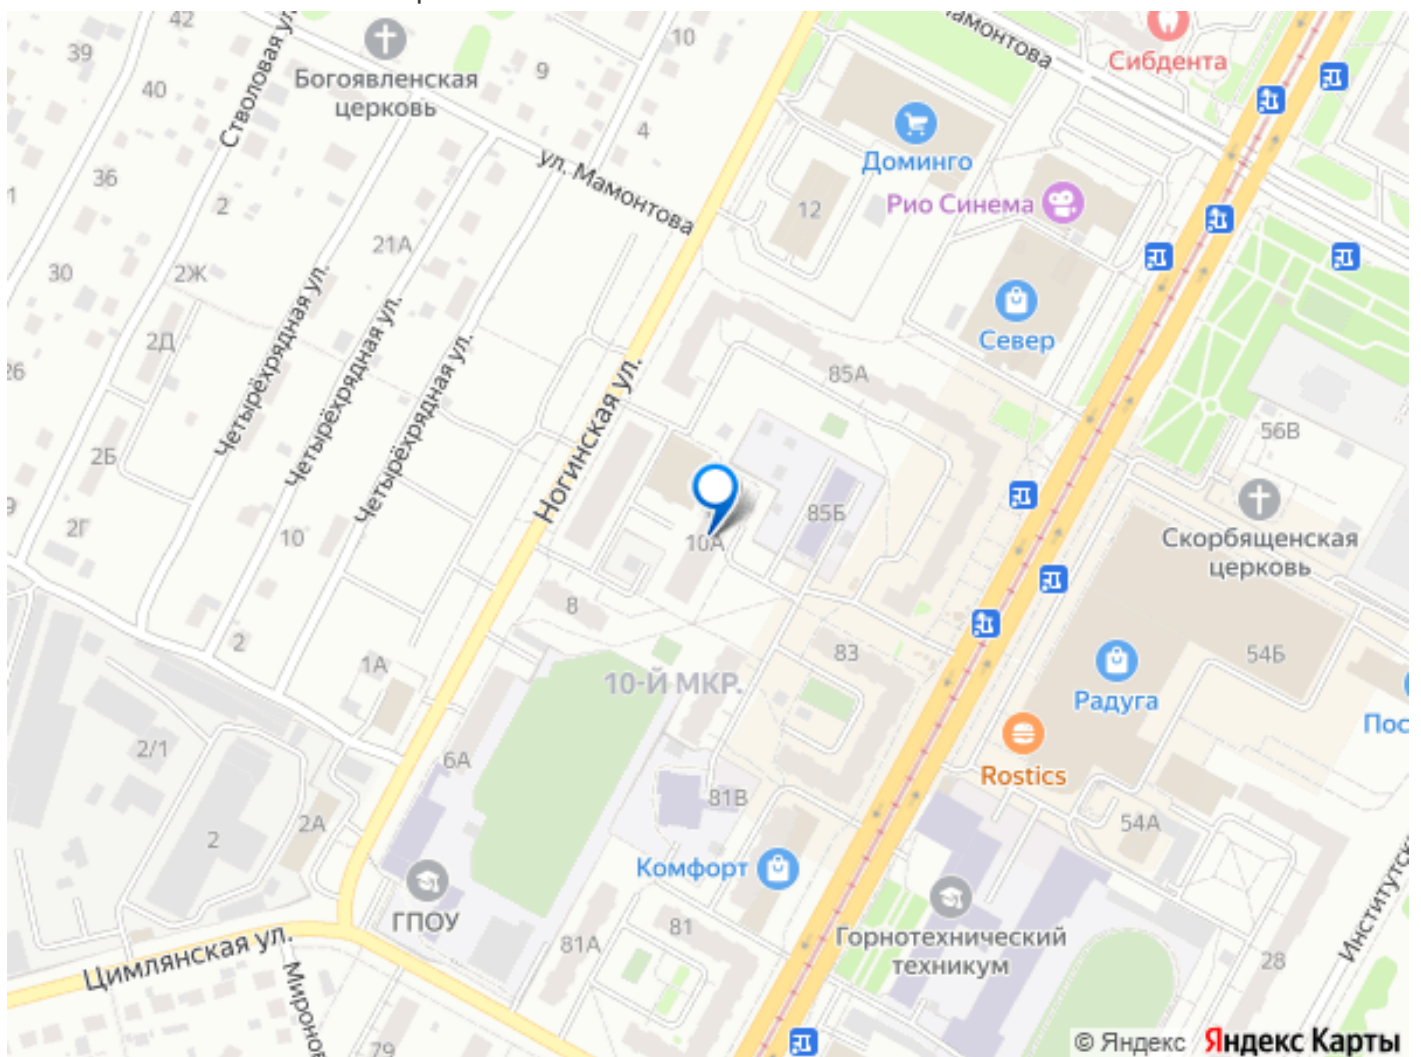 42
39
40
Стволовая ул.
Богоявленская
церковь
9
10
4
36
2
ул. Мамонтова
21А
30
2Ж
2Д
26
2Б
2Г
Четырёхрядная ул.
Четырёхрядная ул.
Четырёхрядная ул.
10
2
1А
2/1
2А
2
Ногинская ул.
Мамонтова
Сибдента
Доминго
12
Рио Синема
Север
85А
85Б
10А
8
10-Й МКР.
83
6А
81В
Комфорт
ГПОУ
81А
81
79
Цимлянская ул.
56В
Скорбященская
церковь
54Б
Радуга
Rostics
54А
Горнотехнический
техникум
28
© Яндекс Яндекс Карты